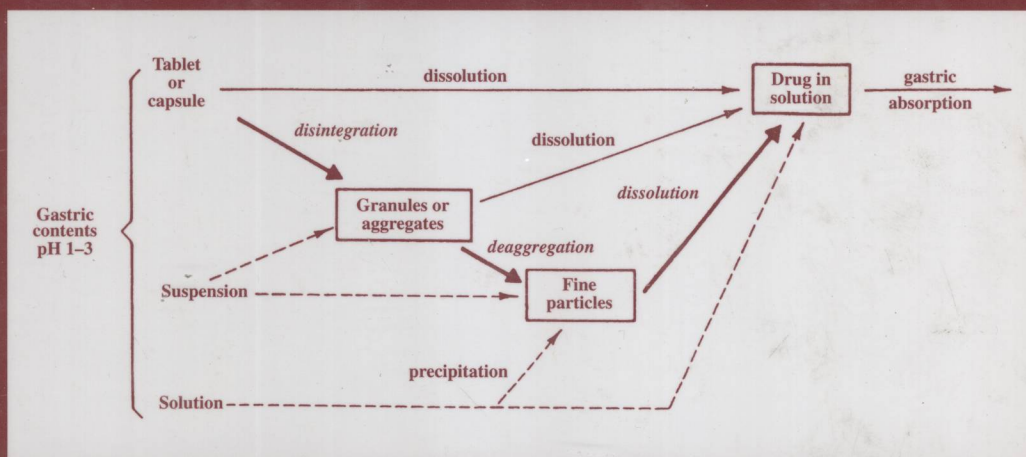 Tablet
or
capsule
dissolution
Drug in
solution
gastric
absorption
disintegration
dissolution
Granules or
aggregates
dissolution
Gastric
contents
pH 1–3
deaggregation
Suspension
Fine
particles
precipitation
Solution